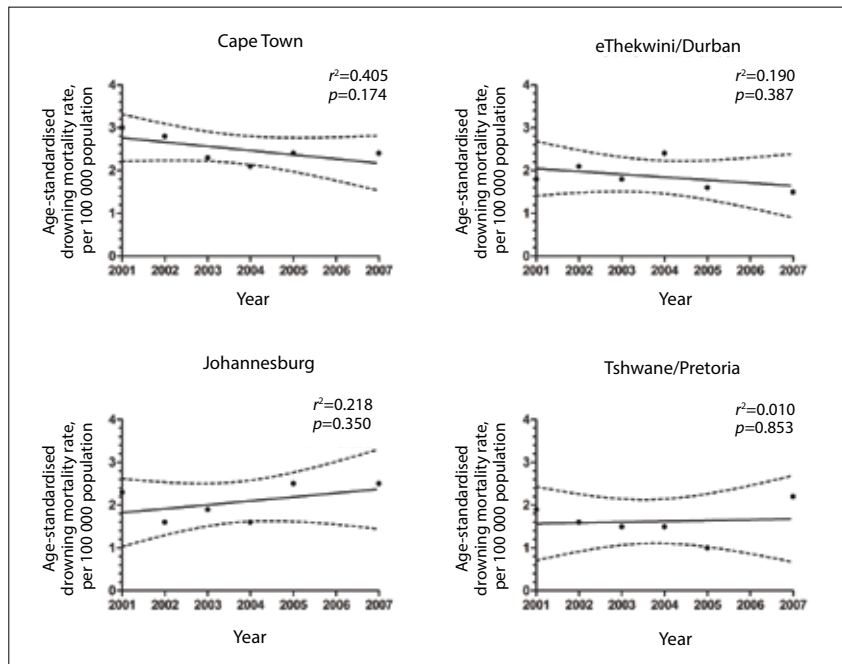 Cape Town
r²=0.405
p=0.174
Age-standardised
drowning mortality rate,
per 100 000 population
4
3
2
1
0
2001 2002 2003 2004 2005 2006 2007
Year
eThekwini/Durban
r²=0.190
p=0.387
Age-standardised
drowning mortality rate,
per 100 000 population
4
3
2
1
0
2001 2002 2003 2004 2005 2006 2007
Year
Johannesburg
r²=0.218
p=0.350
Age-standardised
drowning mortality rate,
per 100 000 population
4
3
2
1
0
2001 2002 2003 2004 2005 2006 2007
Year
Tshwane/Pretoria
r²=0.010
p=0.853
Age-standardised
drowning mortality rate,
per 100 000 population
4
3
2
1
0
2001 2002 2003 2004 2005 2006 2007
Year